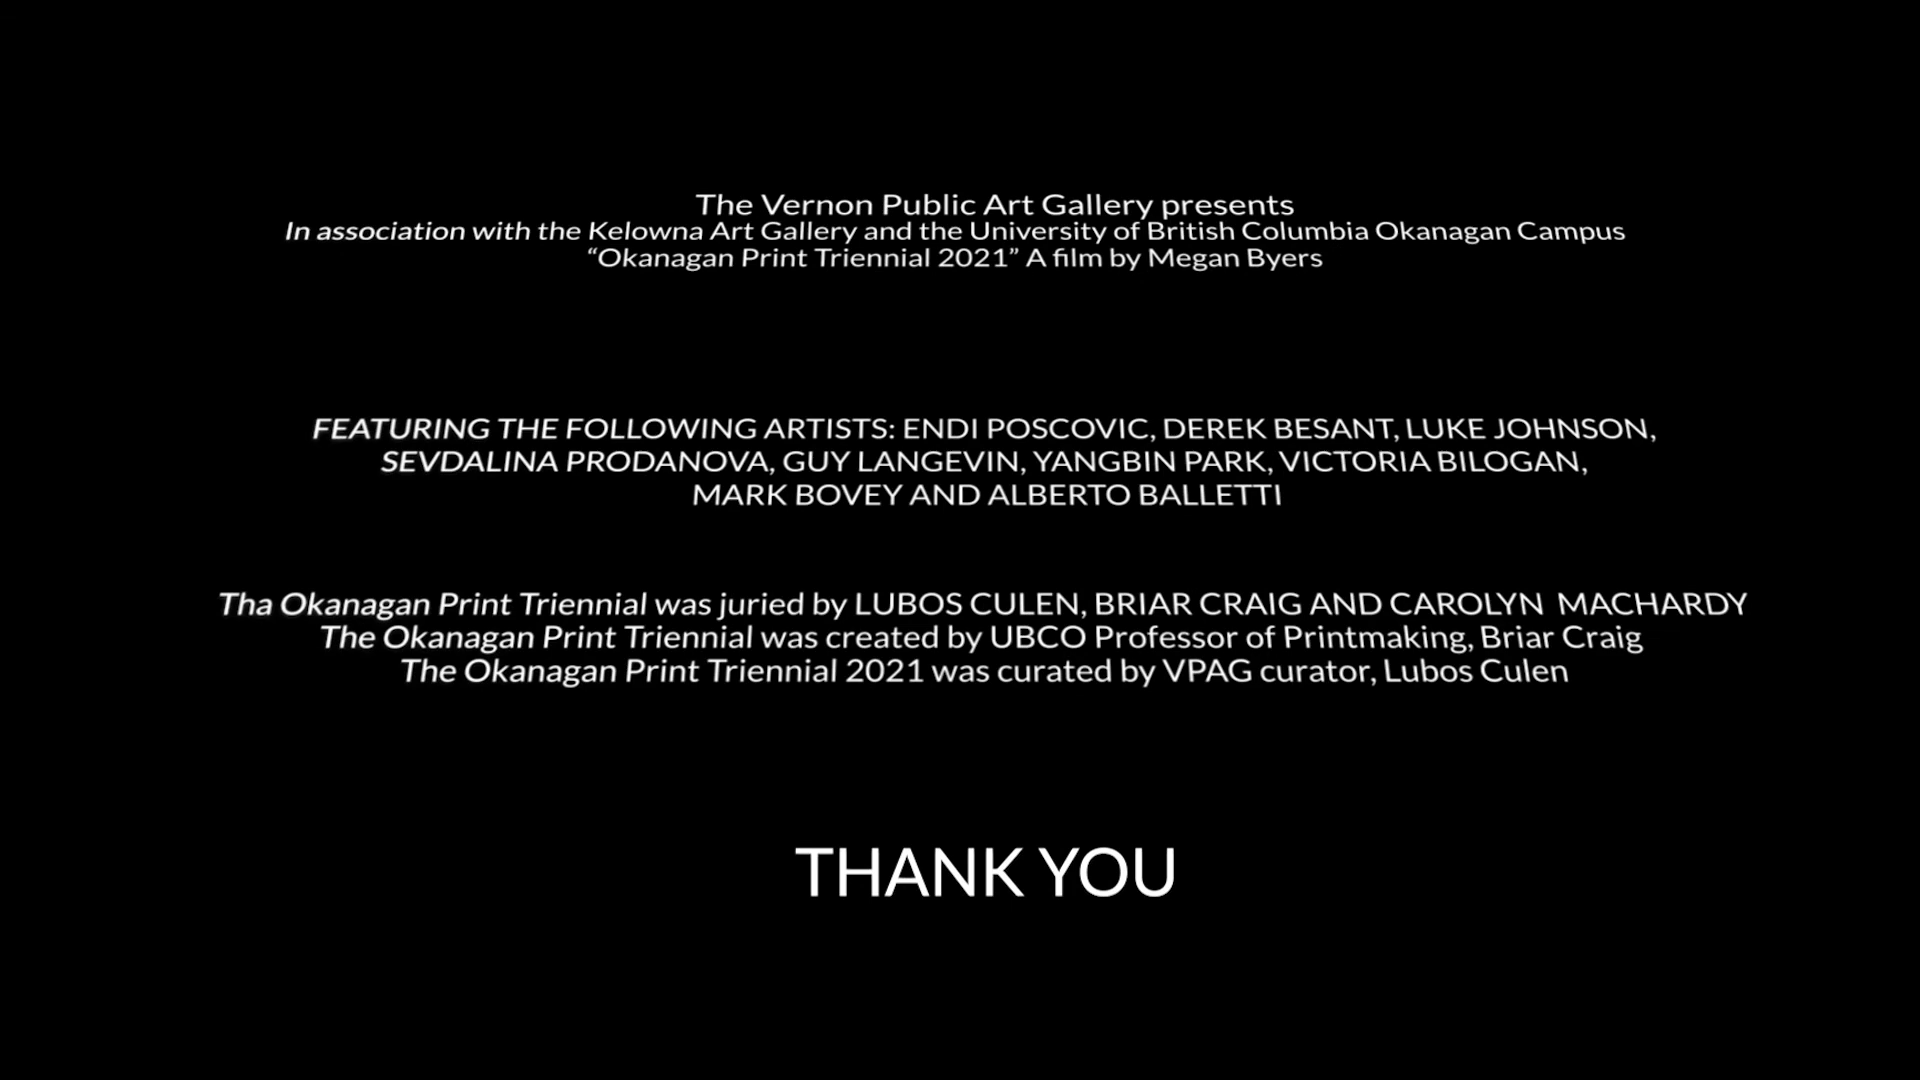 The Vernon Public Art Gallery presents
In association with the Kelowna Art Gallery and the University of British Columbia Okanagan Campus
“Okanagan Print Triennial 2021” A film by Megan Byers
FEATURING THE FOLLOWING ARTISTS: ENDI POSCOVIC, DEREK BESANT, LUKE JOHNSON,
SEVDALINA PRODANOVA, GUY LANGEVIN, YANGBIN PARK, VICTORIA BILOGAN,
MARK BOVEY AND ALBERTO BALLETTI
Tha Okanagan Print Triennial was juried by LUBOS CULEN, BRIAR CRAIG AND CAROLYN MACHARDY
The Okanagan Print Triennial was created by UBCO Professor of Printmaking, Briar Craig
The Okanagan Print Triennial 2021 was curated by VPAG curator, Lubos Culen
THANK YOU